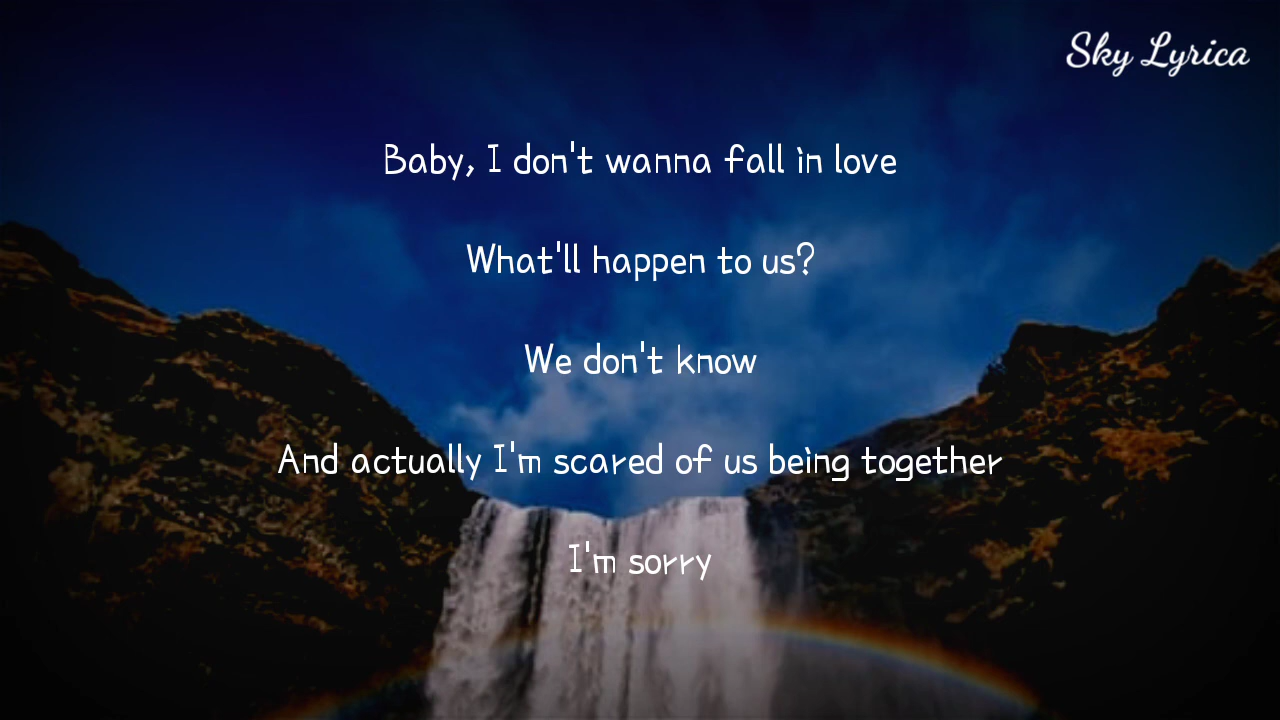 Sky Lyrica
Baby, I don't wanna fall in love
What'll happen to us?
We don't know
And actually I'm scared of us being together
I'm sorry